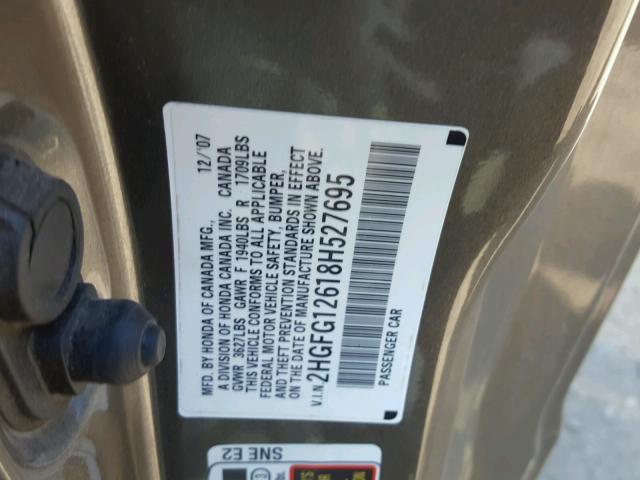 MFD. BY HONDA OF CANADA MFG., 12/'07
A DIVISION OF HONDA CANADA INC. CANADA
GVWR 3627LBS GAWR F 1940LBS R 1709LBS
THIS VEHICLE CONFORMS TO ALL APPLICABLE
FEDERAL MOTOR VEHICLE SAFETY, BUMPER,
AND THEFT PREVENTION STANDARDS IN EFFECT
ON THE DATE OF MANUFACTURE SHOWN ABOVE.
V.I.N. 2HGFG12618H527695
PASSENGER CAR
SNE E2